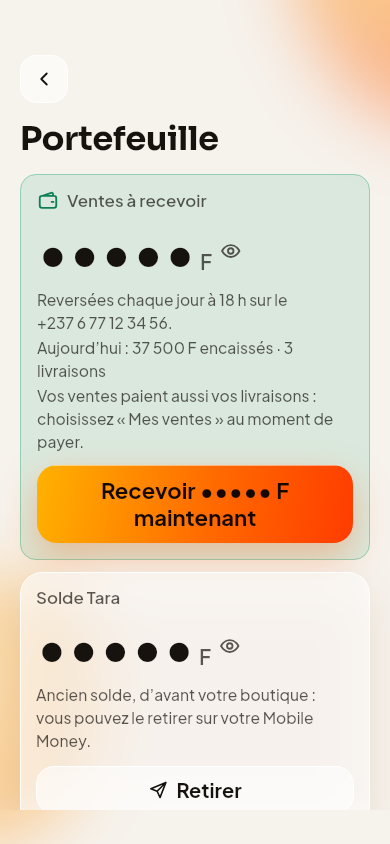 Portefeuille
Ventes à recevoir
●●●●● F
Reversées chaque jour à 18 h sur le
+237 6 77 12 34 56.
Aujourd’hui : 37 500 F encaissés · 3
livraisons
Vos ventes paient aussi vos livraisons :
choisissez « Mes ventes » au moment de
payer.
Recevoir ●●●●● F
maintenant
Solde Tara
●●●●● F
Ancien solde, d’avant votre boutique :
vous pouvez le retirer sur votre Mobile
Money.
Retirer